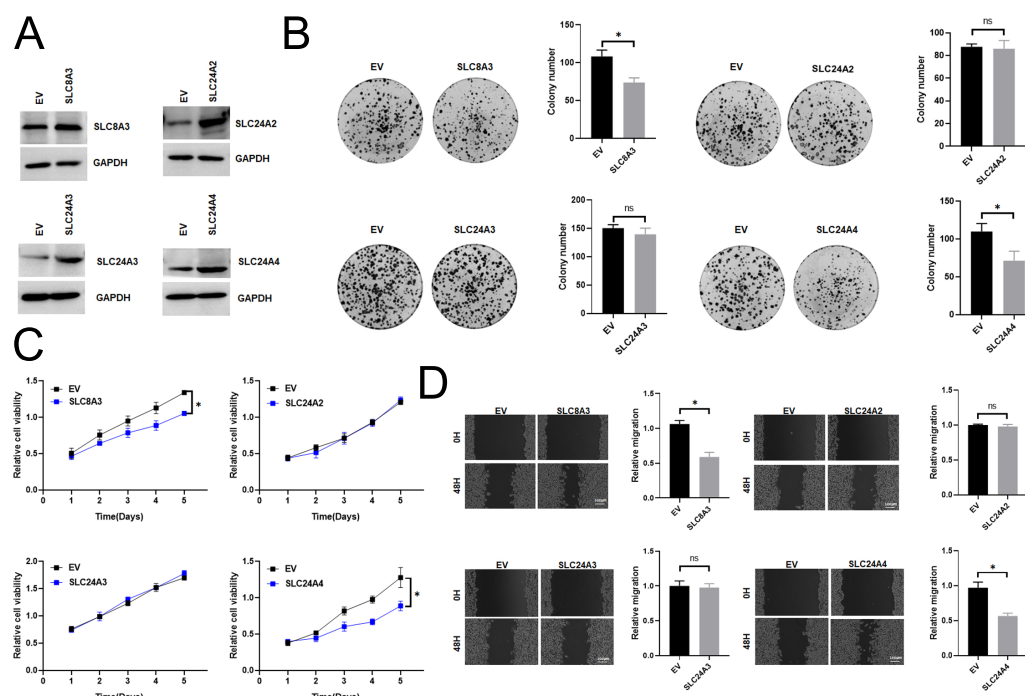 A
EV SLC8A3
SLC8A3
GAPDH
EV SLC24A2
SLC24A2
GAPDH
EV SLC24A3
SLC24A3
GAPDH
EV SLC24A4
SLC24A4
GAPDH
B
EV SLC8A3
Colony number
150
100
50
0
*
EV SLC8A3
EV SLC24A2
Colony number
100
80
60
40
20
0
ns
EV SLC24A2
EV SLC24A3
Colony number
200
150
100
50
0
ns
EV SLC24A3
EV SLC24A4
Colony number
150
100
50
0
*
EV SLC24A4
C
Relative cell viability
1.5
1.0
0.5
0.0
EV
SLC8A3
*
0 1 2 3 4 5
Time(Days)
Relative cell viability
1.5
1.0
0.5
0.0
EV
SLC24A2
0 1 2 3 4 5
Time(Days)
Relative cell viability
2.0
1.5
1.0
0.5
0.0
EV
SLC24A3
0 1 2 3 4 5
Time(Days)
Relative cell viability
1.5
1.0
0.5
0.0
EV
SLC24A4
*
0 1 2 3 4 5
Time(Days)
D
EV SLC8A3
0H
48H
100μm
Relative migration
1.5
1.0
0.5
0.0
*
EV SLC8A3
EV SLC24A2
0H
48H
100μm
Relative migration
1.5
1.0
0.5
0.0
ns
EV SLC24A2
EV SLC24A3
0H
48H
100μm
Relative migration
1.5
1.0
0.5
0.0
ns
EV SLC24A3
EV SLC24A4
0H
48H
100μm
Relative migration
1.5
1.0
0.5
0.0
*
EV SLC24A4